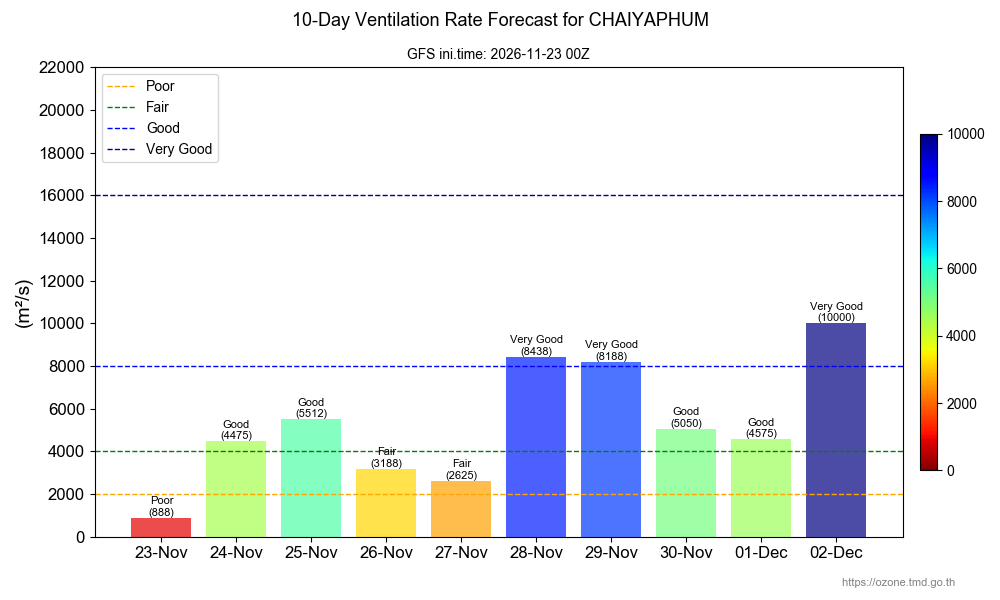 10-Day Ventilation Rate Forecast for CHAIYAPHUM
GFS ini.time: 2026-11-23 00Z
22000
20000
18000
16000
14000
12000
10000
8000
6000
4000
2000
0
(m²/s)
Poor
Fair
Good
Very Good
Poor
(888)
Good
(4475)
Good
(5512)
Fair
(3188)
Fair
(2625)
Very Good
(8438)
Very Good
(8188)
Good
(5050)
Good
(4575)
Very Good
(10000)
23-Nov
24-Nov
25-Nov
26-Nov
27-Nov
28-Nov
29-Nov
30-Nov
01-Dec
02-Dec
10000
8000
6000
4000
2000
0
https://ozone.tmd.go.th